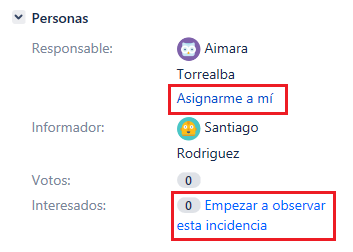 Personas
Responsable: Aimara
Torrealba
Asignarme a mí
Informador: Santiago
Rodriguez
Votos: 0
Interesados: 0 Empezar a observar
esta incidencia